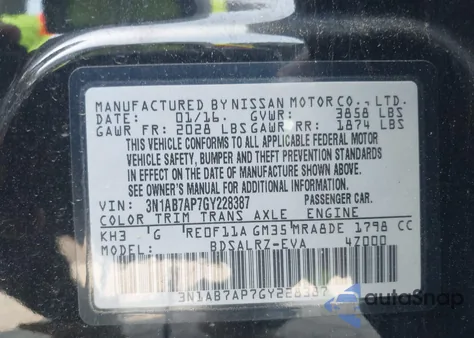 MANUFACTURED BY NISSAN MOTOR CO., LTD.
DATE: 01/16. GVWR: 3858 LBS
GAWR FR: 2028 LBS GAWR RR: 1874 LBS
THIS VEHICLE CONFORMS TO ALL APPLICABLE FEDERAL MOTOR
VEHICLE SAFETY, BUMPER AND THEFT PREVENTION STANDARDS
IN EFFECT ON THE DATE OF MANUFACTURE SHOWN ABOVE.
SEE OWNER'S MANUAL FOR ADDITIONAL INFORMATION.
VIN: 3N1AB7AP7GY228387 PASSENGER CAR.
COLOR TRIM TRANS AXLE ENGINE
KH3 G RE0F11A GM35 MRA8DE 1798 CC
MODEL: BDSALRZ-EVA 4Z000
3N1AB7AP7GY228387
autoSnap